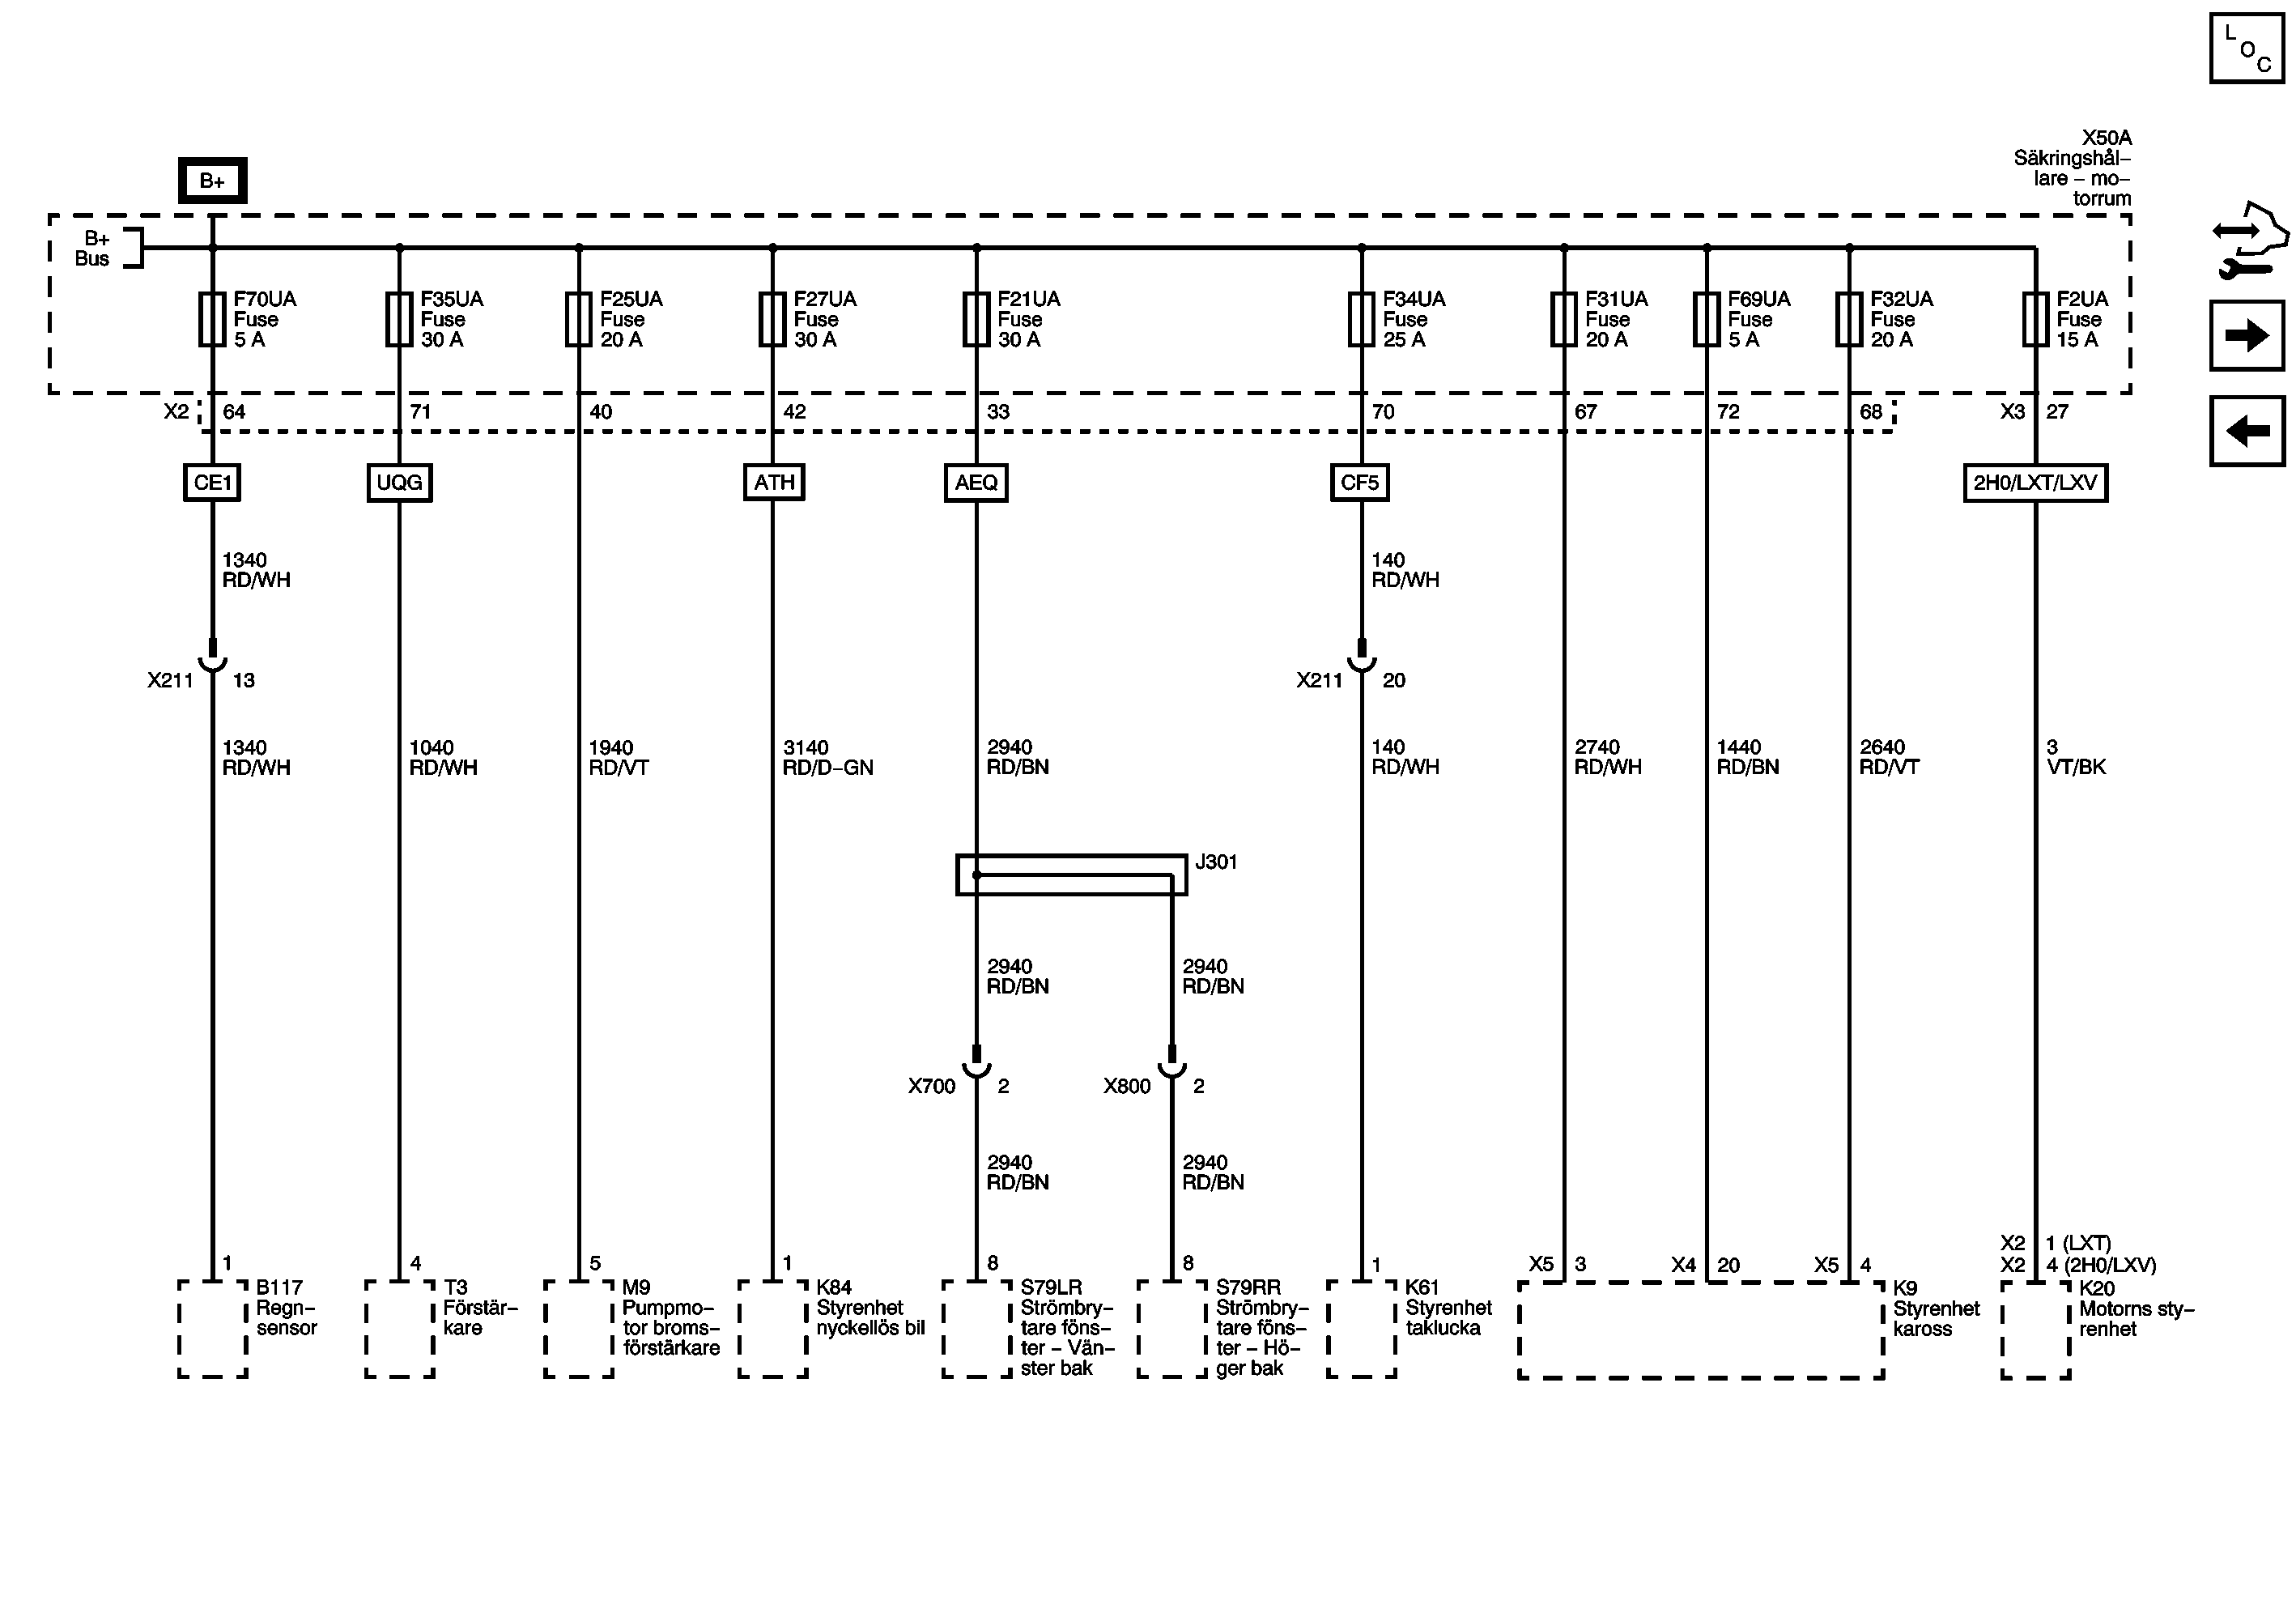 L
O
C
X50A
Säkringshål–
lare – mo–
torrum
B+
B+
Bus
F70UA
Fuse
5 A
F35UA
Fuse
30 A
F25UA
Fuse
20 A
F27UA
Fuse
30 A
F21UA
Fuse
30 A
F34UA
Fuse
25 A
F31UA
Fuse
20 A
F69UA
Fuse
5 A
F32UA
Fuse
20 A
F2UA
Fuse
15 A
X2 64 71 40 42 33 70 67 72 68 X3 27
CE1 UQG ATH AEQ CF5 2H0/LXT/LXV
1340
RD/WH
140
RD/WH
X211 13
X211 20
1340
RD/WH
1040
RD/WH
1940
RD/VT
3140
RD/D–GN
2940
RD/BN
140
RD/WH
2740
RD/WH
1440
RD/BN
2640
RD/VT
3
VT/BK
J301
2940
RD/BN
2940
RD/BN
X700 2
X800 2
2940
RD/BN
2940
RD/BN
X2 1 (LXT)
1 4 5 1 8 8 1 X5 3 X4 20 X5 4 X2 4 (2H0/LXV)
B117
Regn–
sensor
T3
Förstär–
kare
M9
Pumpmo–
tor broms–
förstärkare
K84
Styrenhet
nyckellös bil
S79LR
Strömbry–
tare föns–
ter – Vän–
ster bak
S79RR
Strömbry–
tare föns–
ter – Hö–
ger bak
K61
Styrenhet
taklucka
K9
Styrenhet
kaross
K20
Motorns sty–
renhet